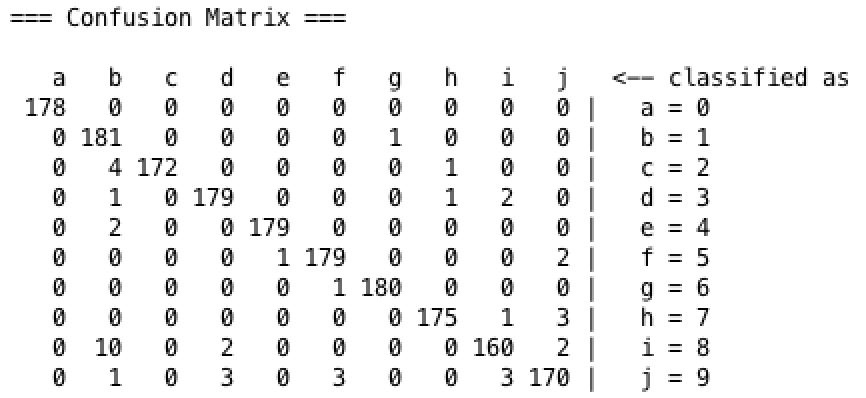 === Confusion Matrix ===
   a   b   c   d   e   f   g   h   i   j   <-- classified as
 178   0   0   0   0   0   0   0   0   0 |   a = 0
   0 181   0   0   0   0   1   0   0   0 |   b = 1
   0   4 172   0   0   0   0   1   0   0 |   c = 2
   0   1   0 179   0   0   0   1   2   0 |   d = 3
   0   2   0   0 179   0   0   0   0   0 |   e = 4
   0   0   0   0   1 179   0   0   0   2 |   f = 5
   0   0   0   0   0   1 180   0   0   0 |   g = 6
   0   0   0   0   0   0   0 175   1   3 |   h = 7
   0  10   0   2   0   0   0   0 160   2 |   i = 8
   0   1   0   3   0   3   0   0   3 170 |   j = 9